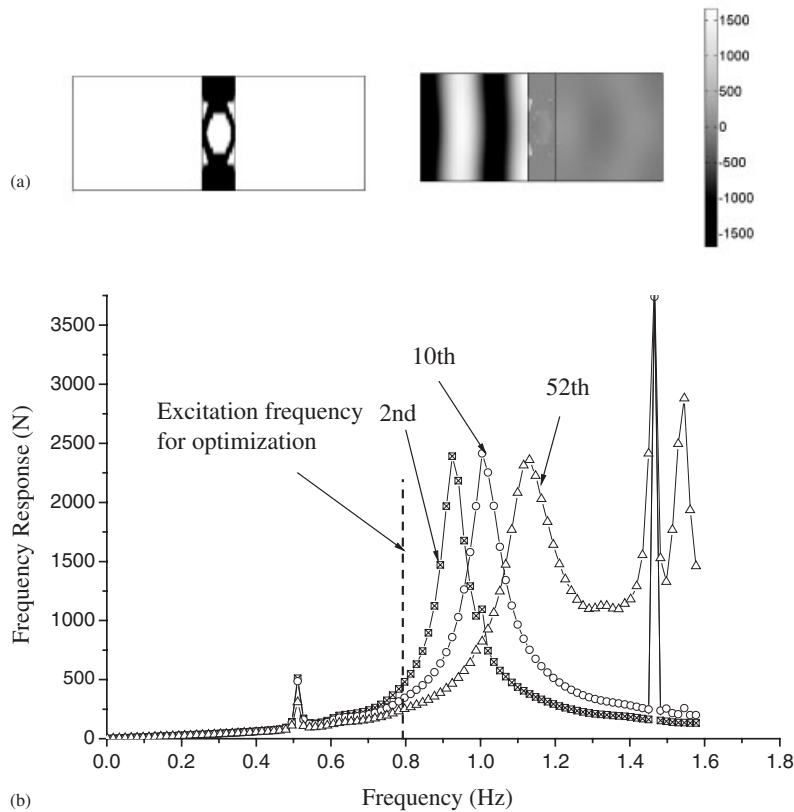 1500
1000
500
0
-500
-1000
-1500
(a)
3500
3000
2500
2000
1500
1000
500
0
Frequency Response (N)
Excitation frequency
for optimization
2nd
10th
52th
0.0 0.2 0.4 0.6 0.8 1.0 1.2 1.4 1.6 1.8
Frequency (Hz)
(b)